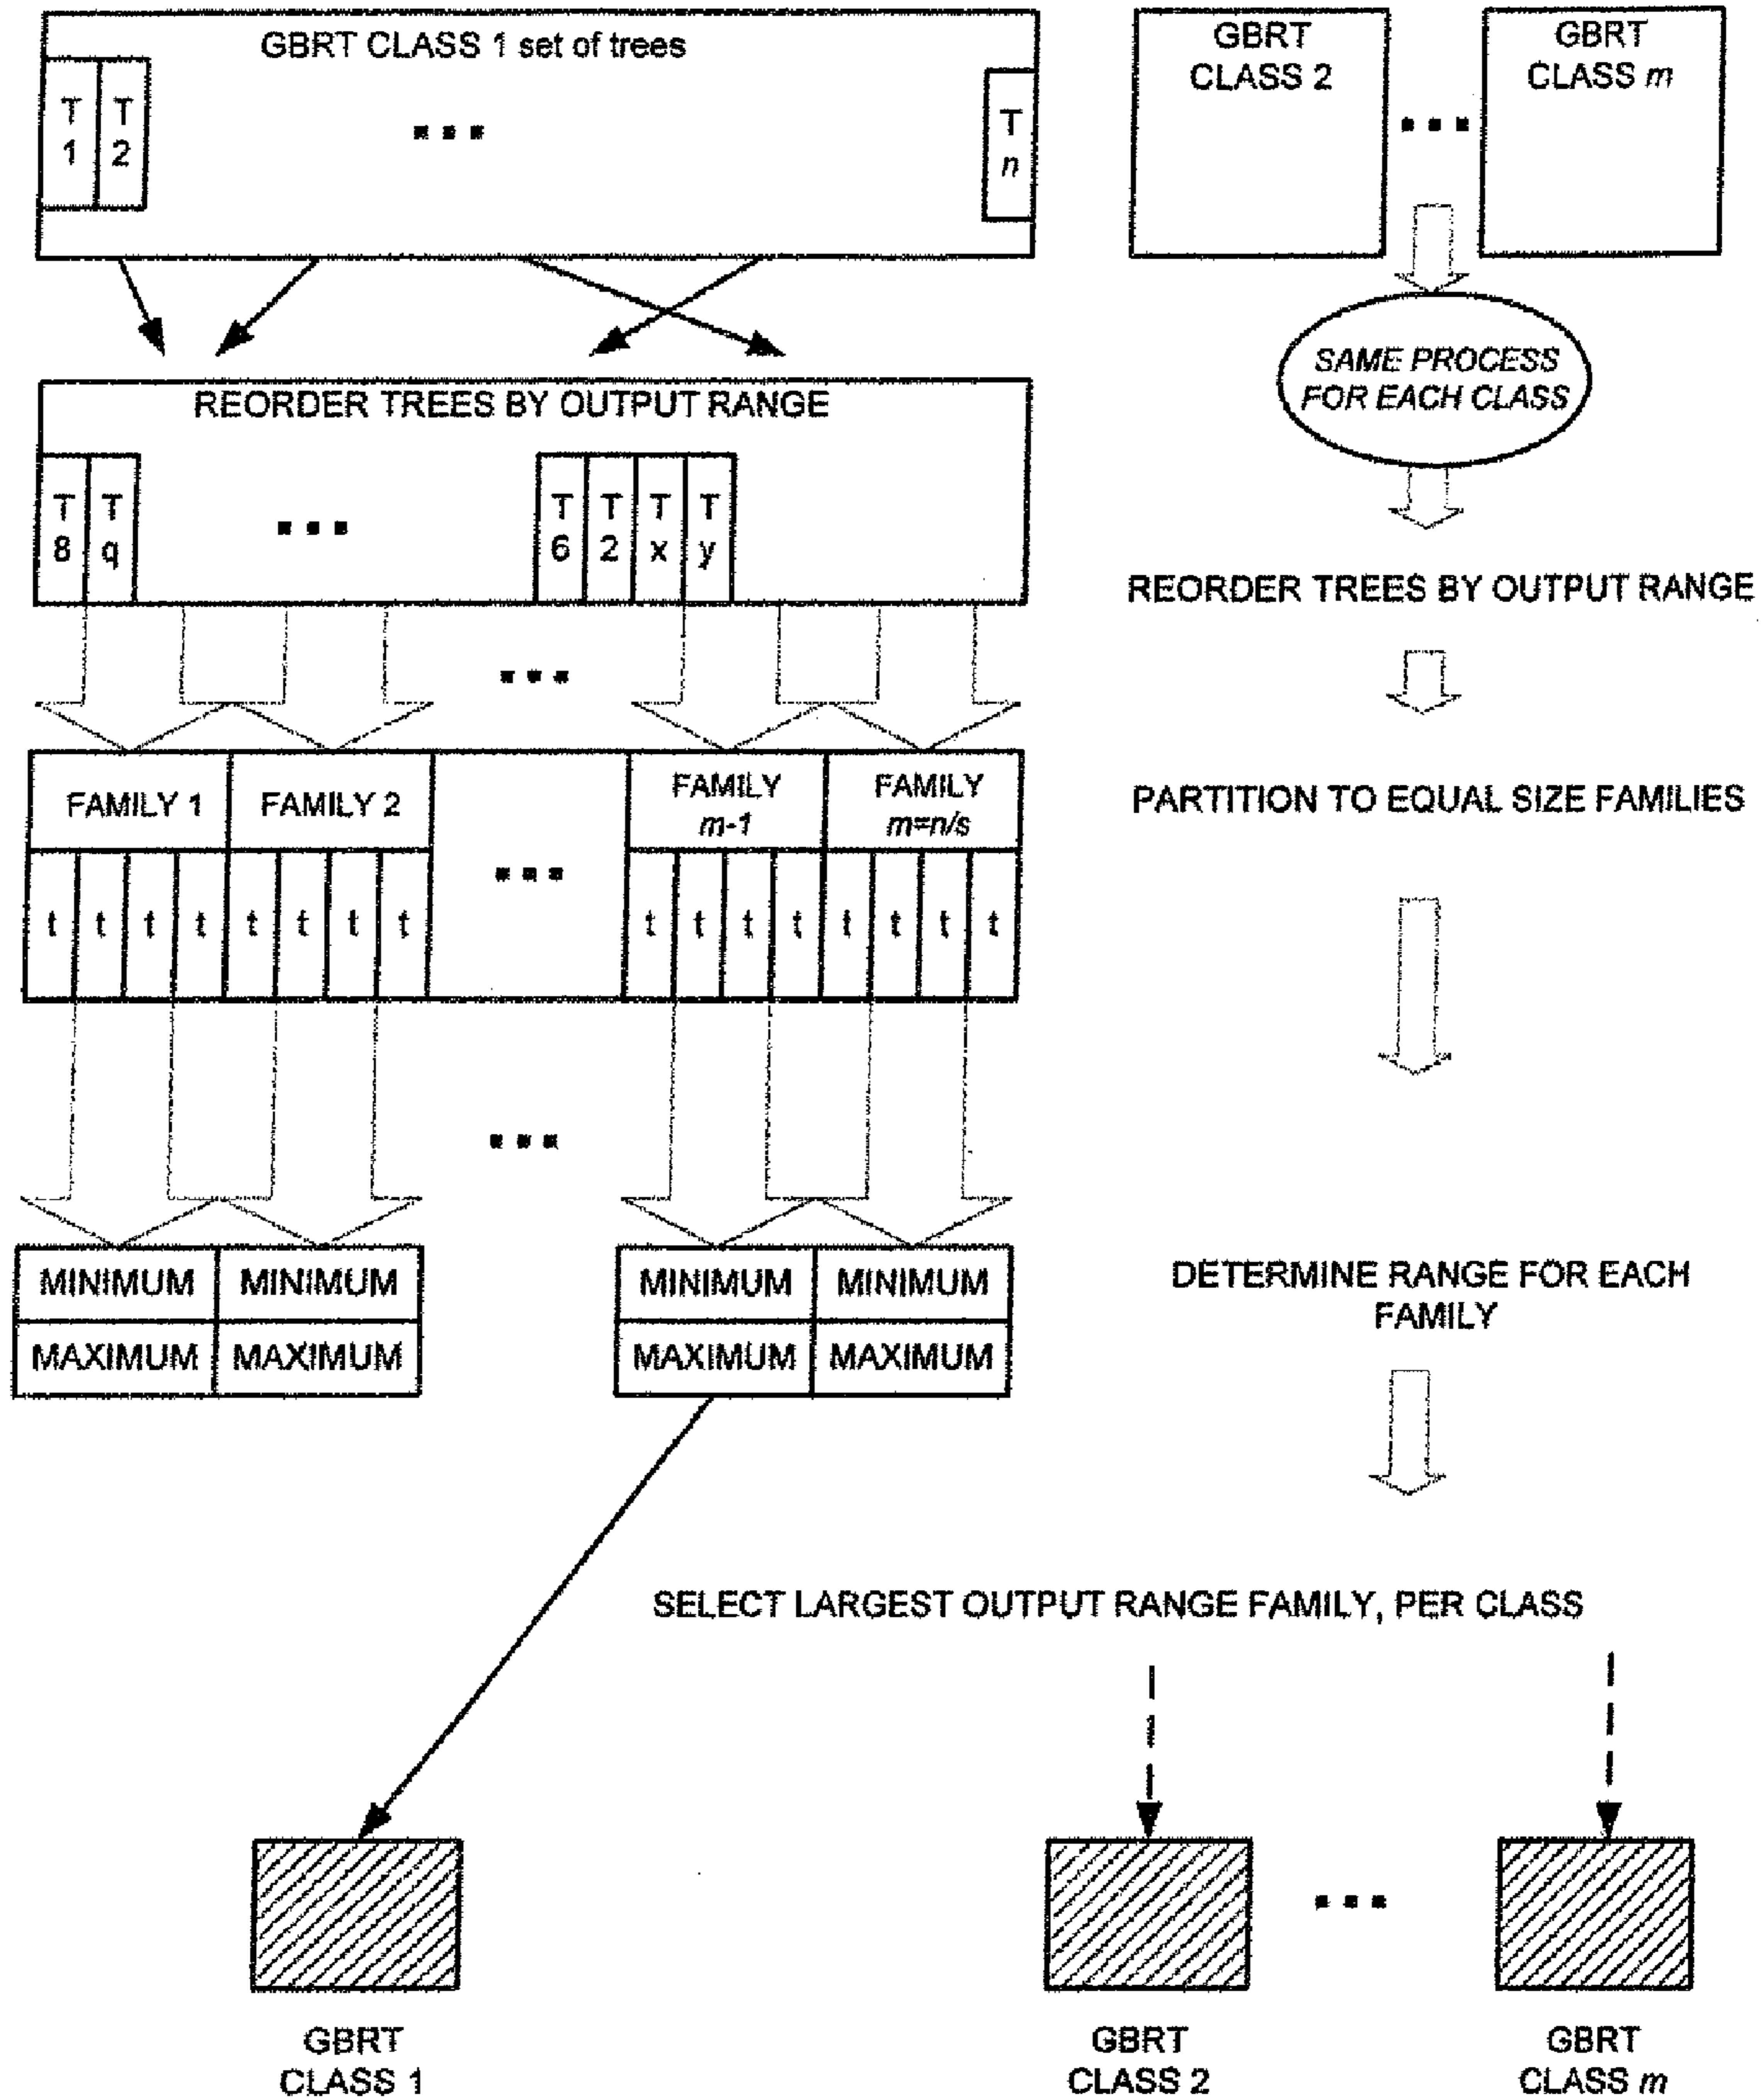 GBRT CLASS 1 set of trees
T 1
T 2
...
T n
GBRT
CLASS 2
...
GBRT
CLASS m
SAME PROCESS
FOR EACH CLASS
REORDER TREES BY OUTPUT RANGE
T 8
T q
...
T 6
T 2
T x
T y
REORDER TREES BY OUTPUT RANGE
...
FAMILY 1
FAMILY 2
...
FAMILY
m-1
FAMILY
m=n/s
t t t t t t t t
t t t t t t t t
PARTITION TO EQUAL SIZE FAMILIES
...
MINIMUM MINIMUM
MAXIMUM MAXIMUM
MINIMUM MINIMUM
MAXIMUM MAXIMUM
DETERMINE RANGE FOR EACH
FAMILY
SELECT LARGEST OUTPUT RANGE FAMILY, PER CLASS
...
GBRT
CLASS 1
GBRT
CLASS 2
GBRT
CLASS m